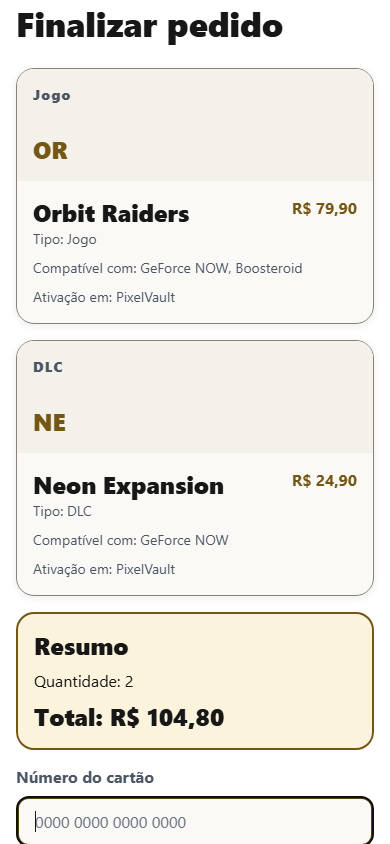 Finalizar pedido
Jogo
OR
Orbit Raiders
R$ 79,90
Tipo: Jogo
Compatível com: GeForce NOW, Boosteroid
Ativação em: PixelVault
DLC
NE
Neon Expansion
R$ 24,90
Tipo: DLC
Compatível com: GeForce NOW
Ativação em: PixelVault
Resumo
Quantidade: 2
Total: R$ 104,80
Número do cartão
0000 0000 0000 0000